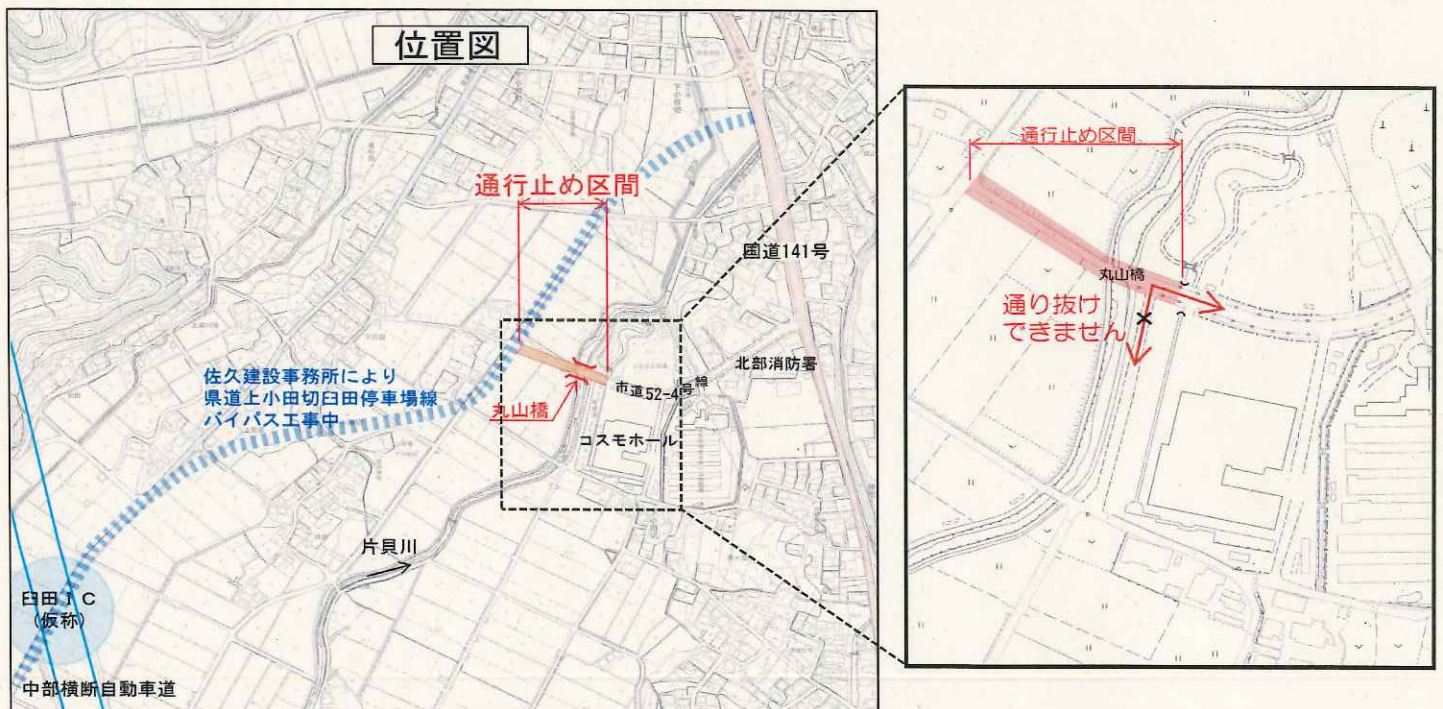 位置図
通行止め区間
国道141号
北部消防署
市道52-4号線
コスモホール
丸山橋
佐久建設事務所により
県道上小田切臼田停車場線
バイパス工事中
片貝川
臼田IC
(仮称)
中部横断自動車道
通行止め区間
丸山橋
通り抜け
できません